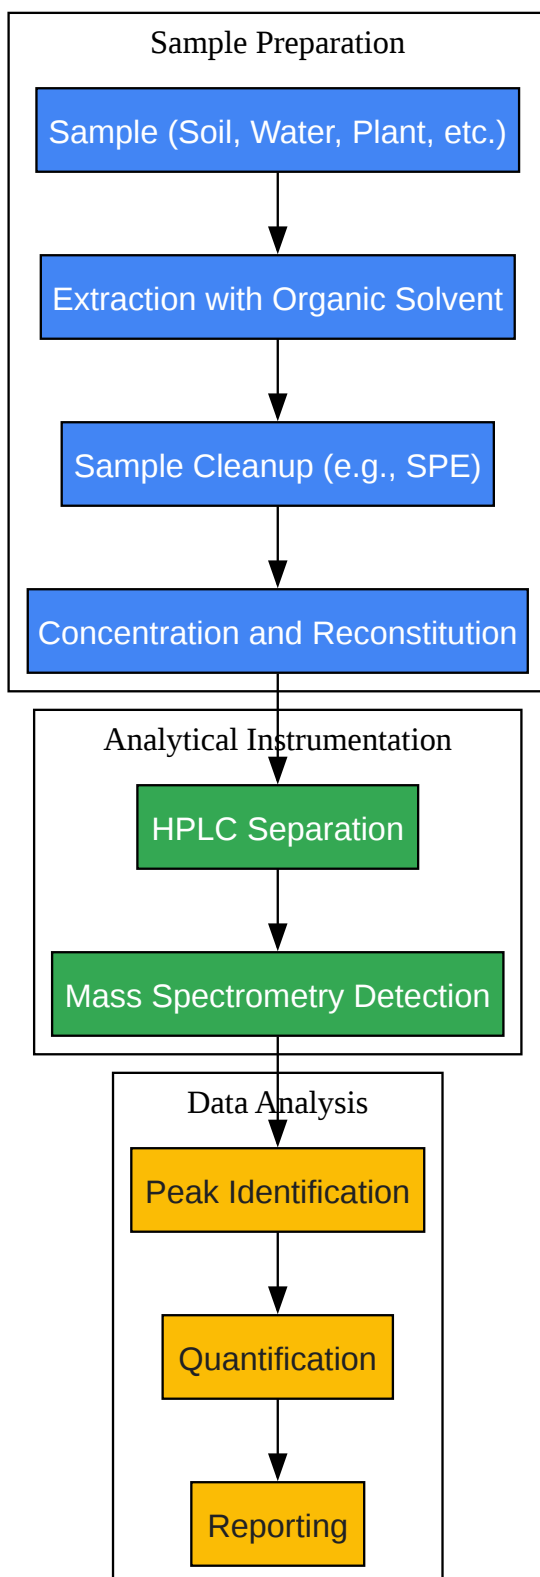 Sample Preparation
Sample (Soil, Water, Plant, etc.)
Extraction with Organic Solvent
Sample Cleanup (e.g., SPE)
Concentration and Reconstitution
Analytical Instrumentation
HPLC Separation
Mass Spectrometry Detection
Data Analysis
Peak Identification
Quantification
Reporting